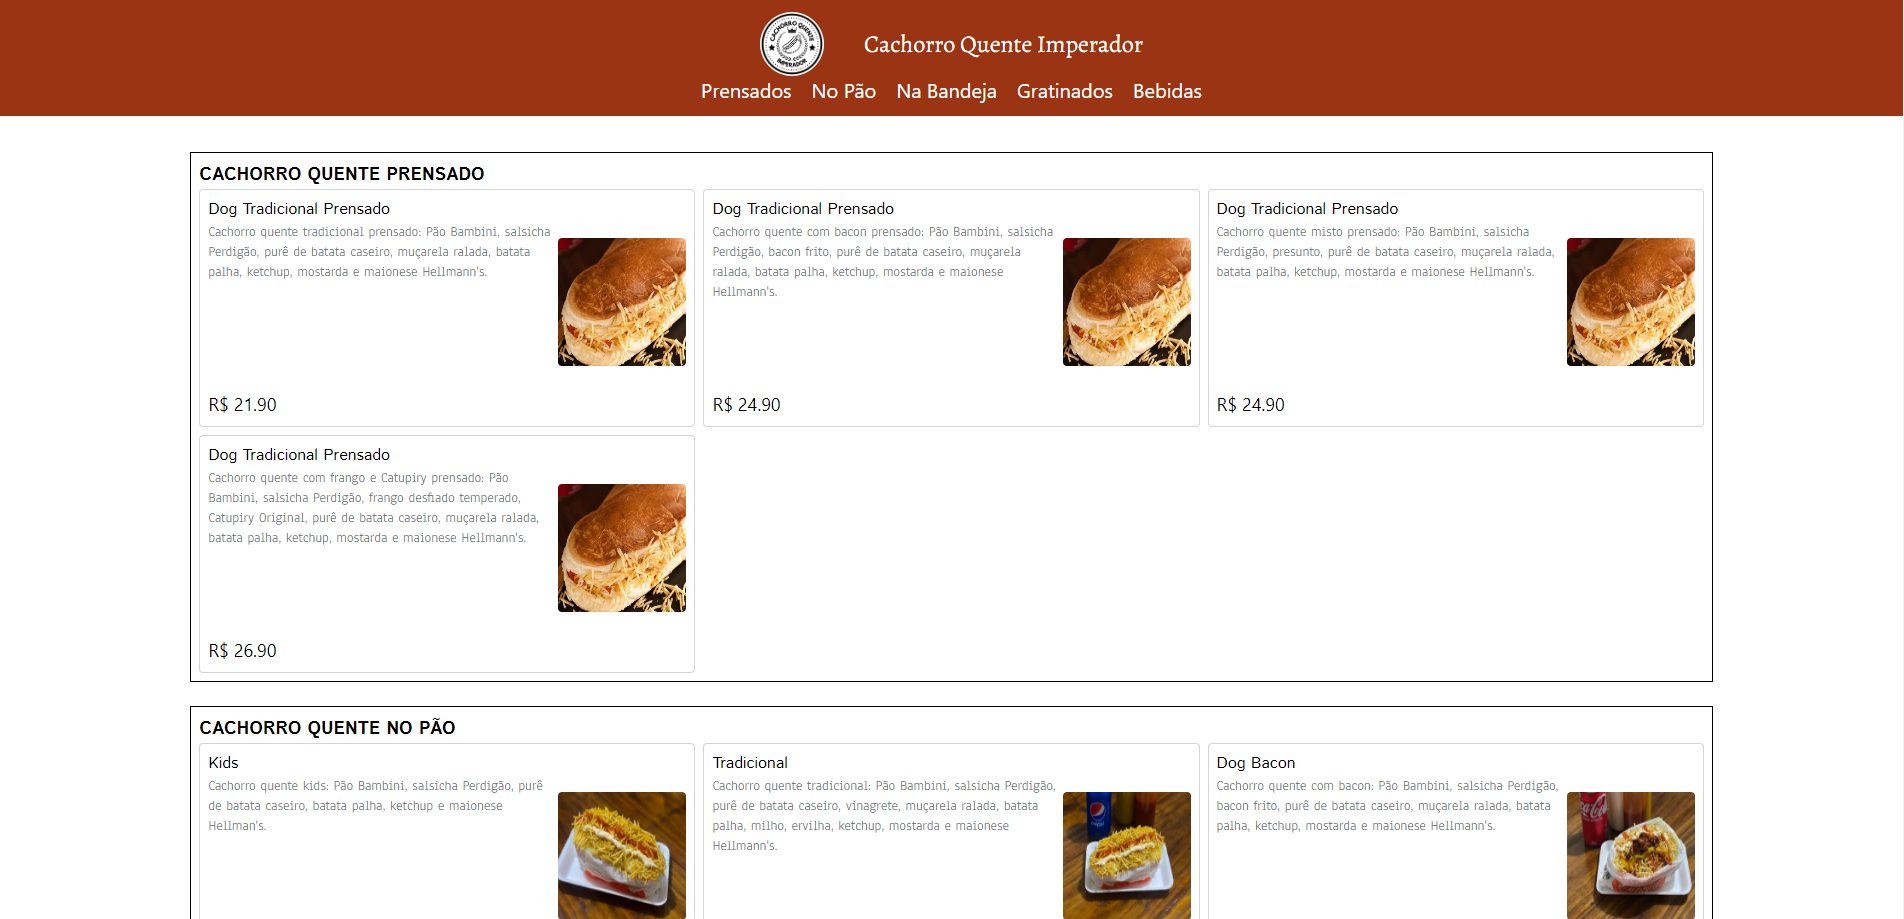 CACHORRO QUENTE
IMPERADOR
Cachorro Quente Imperador
Prensados No Pão Na Bandeja Gratinados Bebidas
CACHORRO QUENTE PRENSADO
Dog Tradicional Prensado
Cachorro quente tradicional prensado: Pão Bambini, salsicha
Perdigão, purê de batata caseiro, muçarela ralada, batata
palha, ketchup, mostarda e maionese Hellmann's.
R$ 21.90
Dog Tradicional Prensado
Cachorro quente com bacon prensado: Pão Bambini, salsicha
Perdigão, bacon frito, purê de batata caseiro, muçarela
ralada, batata palha, ketchup, mostarda e maionese
Hellmann's.
R$ 24.90
Dog Tradicional Prensado
Cachorro quente misto prensado: Pão Bambini, salsicha
Perdigão, presunto, purê de batata caseiro, muçarela ralada,
batata palha, ketchup, mostarda e maionese Hellmann's.
R$ 24.90
Dog Tradicional Prensado
Cachorro quente com frango e Catupiry prensado: Pão
Bambini, salsicha Perdigão, frango desfiado temperado,
Catupiry Original, purê de batata caseiro, muçarela ralada,
batata palha, ketchup, mostarda e maionese Hellmann's.
R$ 26.90
CACHORRO QUENTE NO PÃO
Kids
Cachorro quente kids: Pão Bambini, salsicha Perdigão, purê
de batata caseiro, batata palha, ketchup e maionese
Hellman's.
Tradicional
Cachorro quente tradicional: Pão Bambini, salsicha Perdigão,
purê de batata caseiro, vinagrete, muçarela ralada, batata
palha, milho, ervilha, ketchup, mostarda e maionese
Hellmann's.
pepsi
Dog Bacon
Cachorro quente com bacon: Pão Bambini, salsicha Perdigão,
bacon frito, purê de batata caseiro, muçarela ralada, batata
palha, ketchup, mostarda e maionese Hellmann's.
Coca-Cola